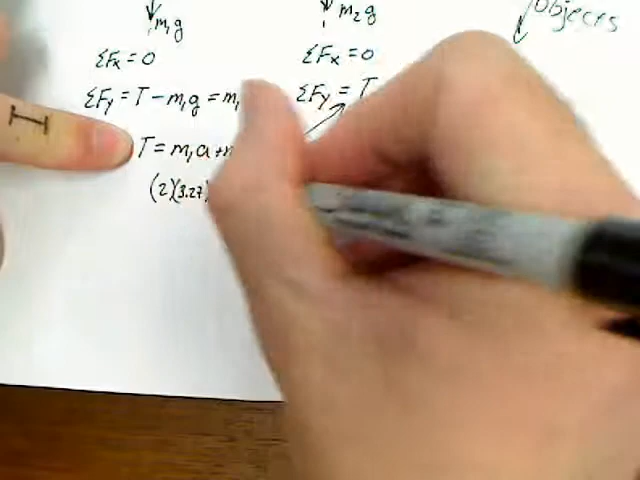 m₁g m₂g objects
ΣFx = 0 ΣFx = 0
ΣFy = T - m₁g = m₁ ΣFy = T
I
T = m₁a + m
(2)(3.27)